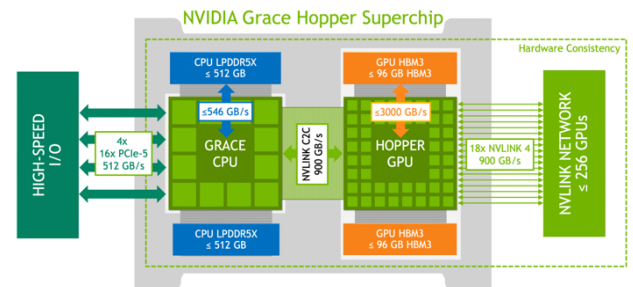 NVIDIA Grace Hopper Superchip
Hardware Consistency
HIGH-SPEED
I/O
4x
16x PCIe-5
512 GB/s
CPU LPDDR5X
≤ 512 GB
≤546 GB/s
GRACE
CPU
CPU LPDDR5X
≤ 512 GB
NVLINK C2C
900 GB/s
GPU HBM3
≤ 96 GB HBM3
≤3000 GB/s
HOPPER
GPU
GPU HBM3
≤ 96 GB HBM3
18x NVLINK 4
900 GB/s
NVLINK NETWORK
≤ 256 GPUs